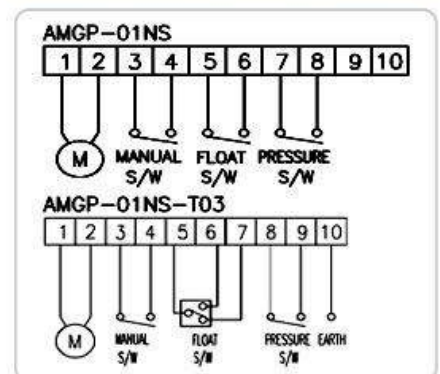 AMGP-01NS
1 2 3 4 5 6 7 8 9 10
M MANUAL S/W FLOAT S/W PRESSURE S/W
AMGP-01NS-T03
1 2 3 4 5 6 7 8 9 10
M MANUAL S/W FLOAT S/W PRESSURE S/W EARTH